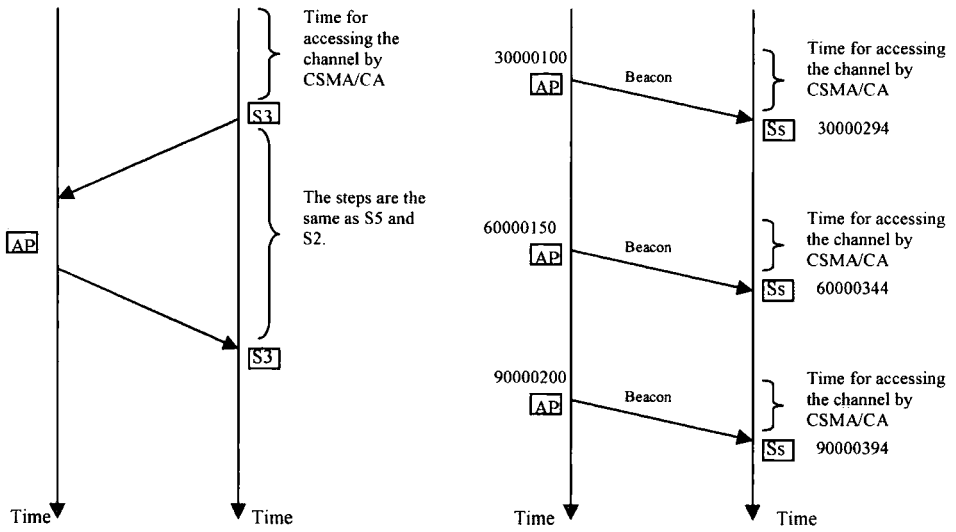 Time for
accessing the
channel by
CSMA/CA
S3
The steps are the
same as S5 and
S2.
AP
S3
Time
Time
30000100
AP
Beacon
Time for accessing
the channel by
CSMA/CA
Ss
30000294
60000150
AP
Beacon
Time for accessing
the channel by
CSMA/CA
Ss
60000344
90000200
AP
Beacon
Time for accessing
the channel by
CSMA/CA
Ss
90000394
Time
Time